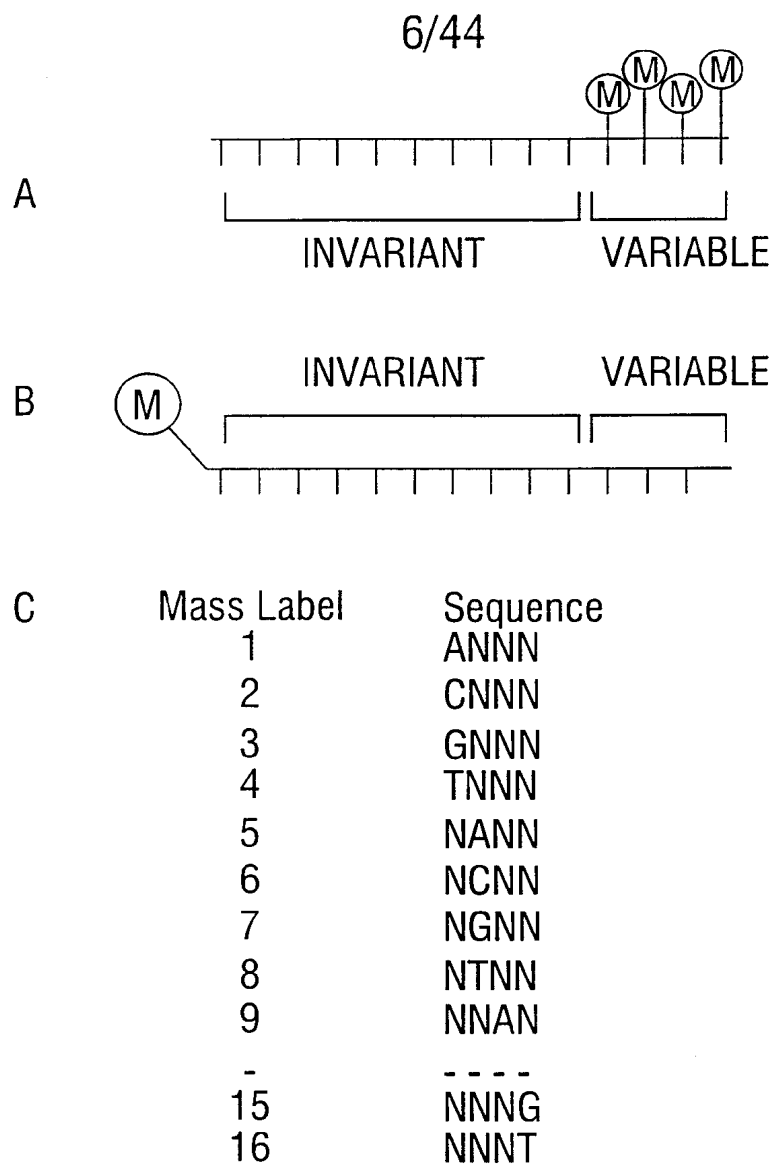 6/44
M M M M
A
INVARIANT VARIABLE
INVARIANT VARIABLE
B M
C Mass Label Sequence
1 ANNN
2 CNNN
3 GNNN
4 TNNN
5 NANN
6 NCNN
7 NGNN
8 NTNN
9 NNAN
- ----
15 NNNG
16 NNNT